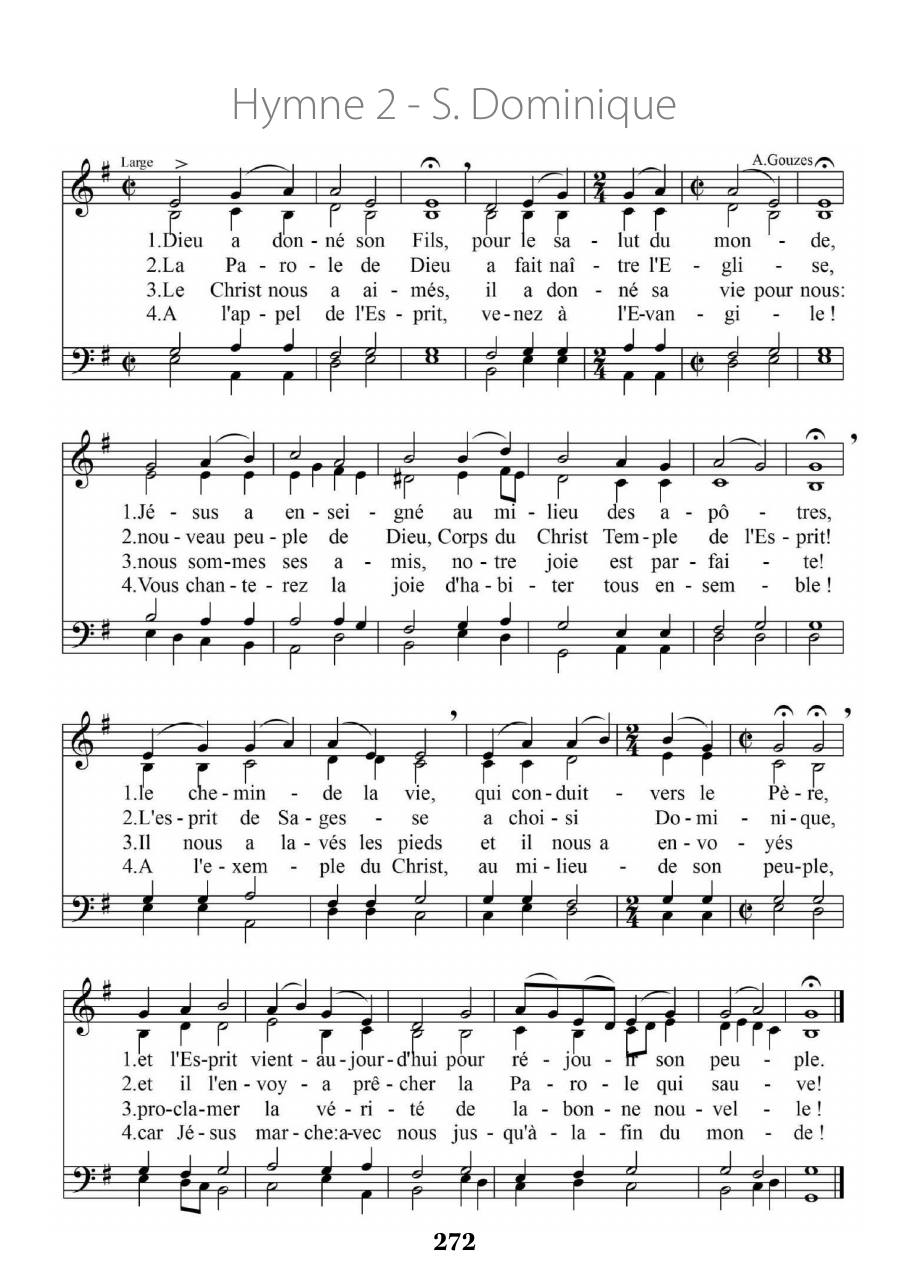 Hymne 2 - S. Dominique
Large
A.Gouzes
1.Dieu a don - né son Fils, pour le sa - lut du mon - de,
2.La Pa - ro - le de Dieu a fait naî - tre l'E - gli - se,
3.Le Christ nous a ai - més, il a don - né sa vie pour nous:
4.A l'ap - pel de l'Es - prit, ve - nez à l'E-van - gi - le !
1.Jé - sus a en - sei - gné au mi - lieu des a - pô - tres,
2.nou - veau peu - ple de Dieu, Corps du Christ Tem - ple de l'Es - prit!
3.nous som-mes ses a - mis, no - tre joie est par - fai - te!
4.Vous chan - te - rez la joie d'ha - bi - ter tous en - sem - ble !
1.le che - min - de la vie, qui con - duit - vers le Pè - re,
2.L'es - prit de Sa - ges - se a choi - si Do - mi - ni - que,
3.Il nous a la - vés les pieds et il nous a en - vo - yés
4.A l'e - xem - ple du Christ, au mi - lieu - de son peu-ple,
1.et l'Es-prit vient - au - jour - d'hui pour ré - jou - ir son peu - ple.
2.et il l'en - voy - a prê - cher la Pa - ro - le qui sau - ve!
3.pro-cla-mer la vé - ri - té de la - bon - ne nou - vel - le !
4.car Jé - sus mar - che:a-vec nous jus - qu'à - la - fin du mon - de !
272